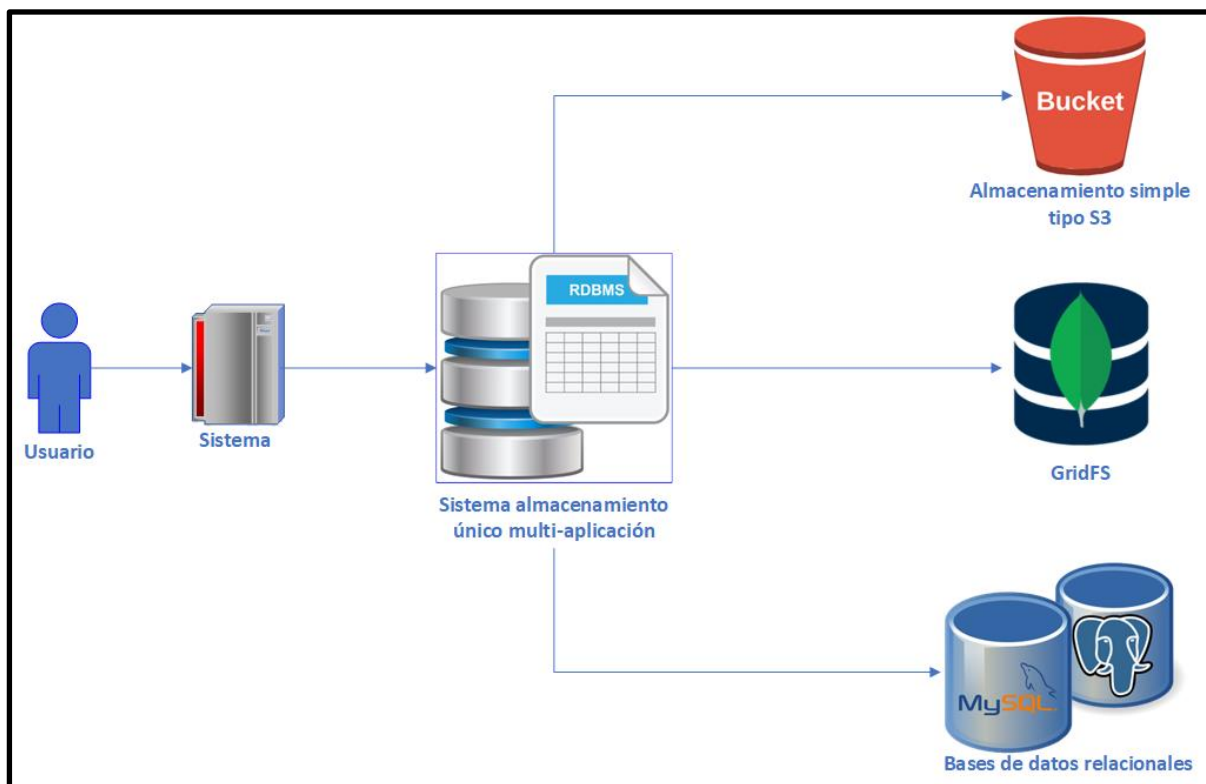 Bucket
Almacenamiento simple
tipo S3
RDBMS
Usuario
Sistema
Sistema almacenamiento
único multi-aplicación
GridFS
MySQL
Bases de datos relacionales